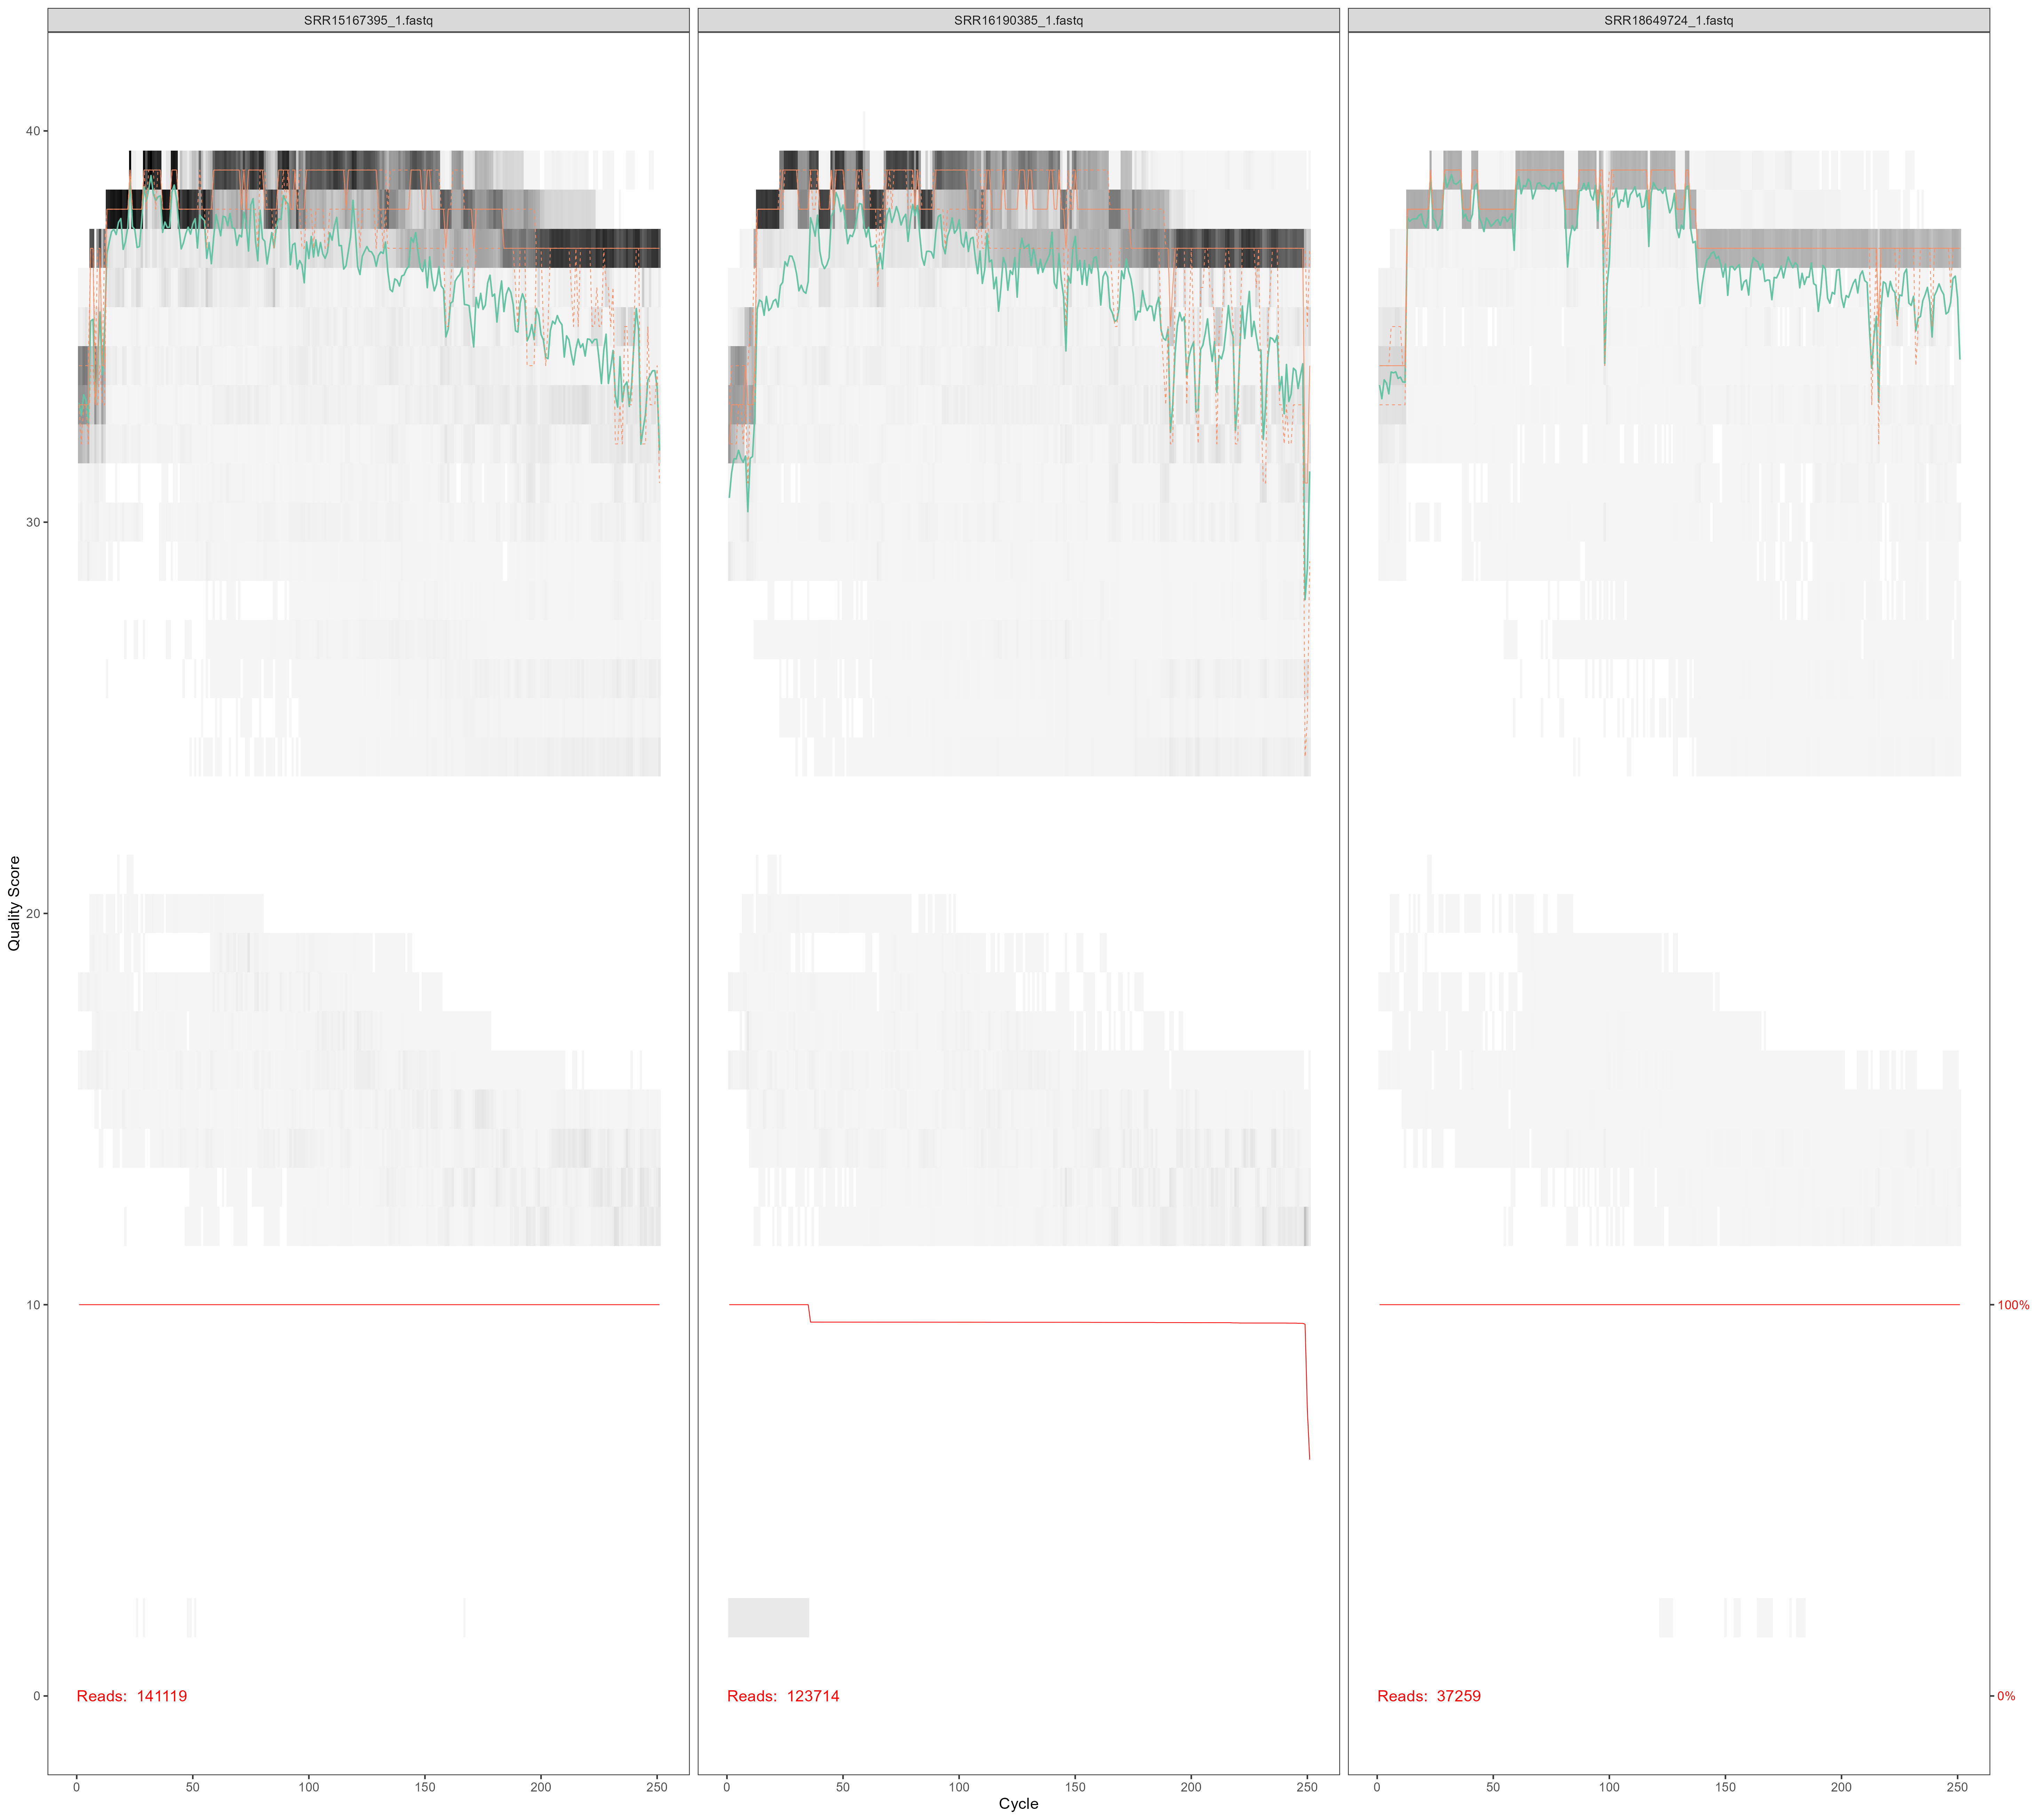 SRR15167395_1.fastq
SRR16190385_1.fastq
SRR18649724_1.fastq
Quality Score
40
30
20
10
0
100%
0%
Reads: 141119
Reads: 123714
Reads: 37259
0 50 100 150 200 250
0 50 100 150 200 250
0 50 100 150 200 250
Cycle